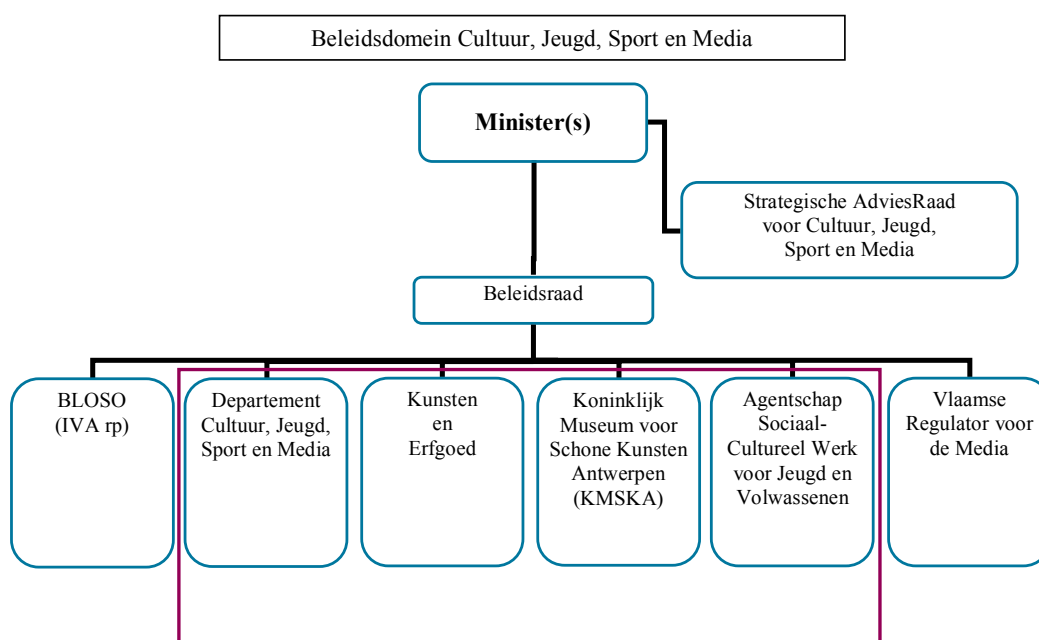 Beleidsdomein Cultuur, Jeugd, Sport en Media
Minister(s)
Strategische AdviesRaad
voor Cultuur, Jeugd,
Sport en Media
Beleidsraad
BLOSO
(IVA rp)
Departement
Cultuur, Jeugd,
Sport en Media
Kunsten
en
Erfgoed
Koninklijk
Museum voor
Schone Kunsten
Antwerpen
(KMSKA)
Agentschap
Sociaal-
Cultureel Werk
voor Jeugd en
Volwassenen
Vlaamse
Regulator voor
de Media